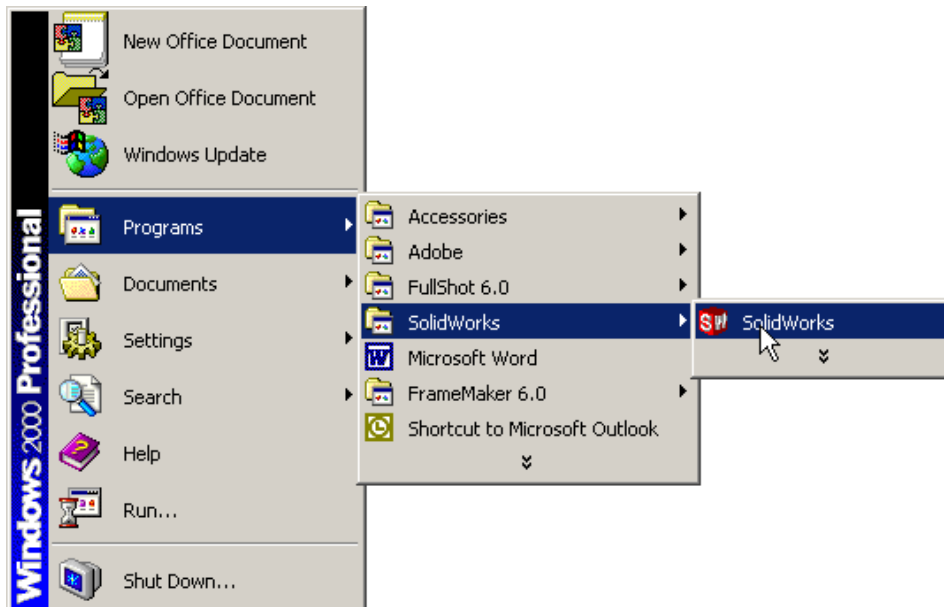 New Office Document
Open Office Document
Windows Update
Programs
Documents
Settings
Search
Help
Run...
Shut Down...
Windows 2000 Professional
Accessories
Adobe
FullShot 6.0
SolidWorks
Microsoft Word
FrameMaker 6.0
Shortcut to Microsoft Outlook
SW SolidWorks